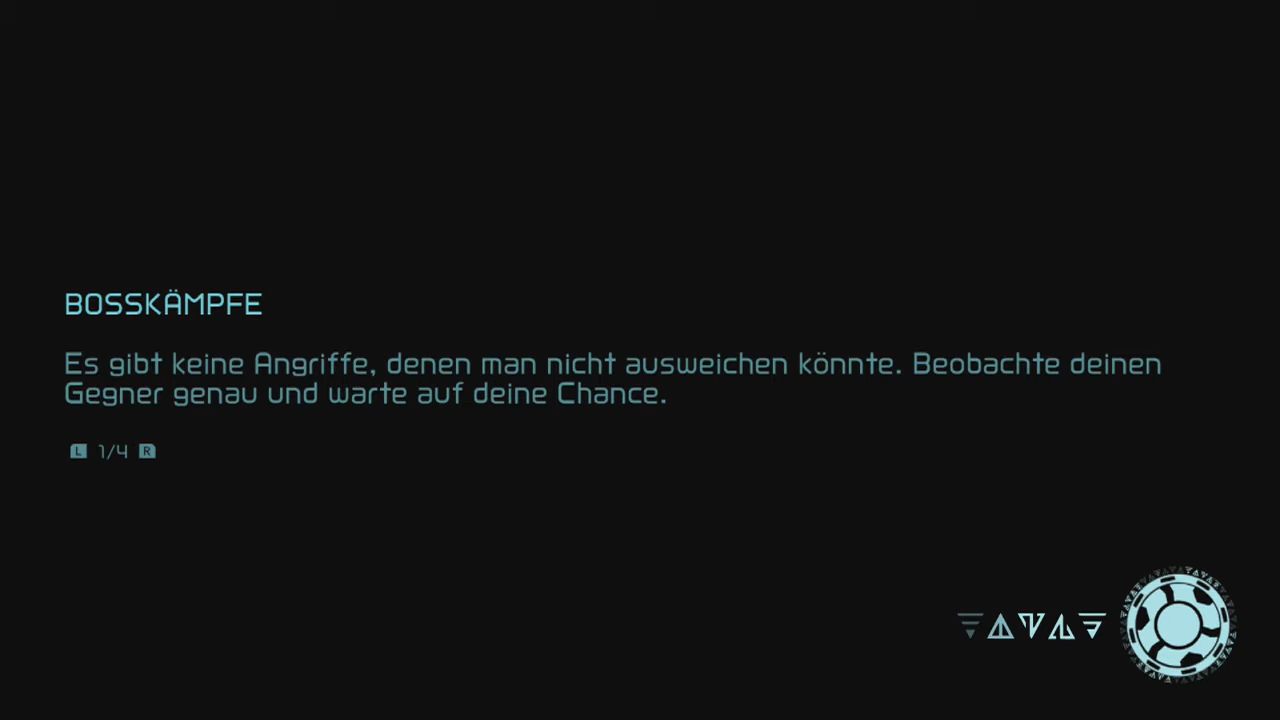 BOSSKÄMPFE
Es gibt keine Angriffe, denen man nicht ausweichen könnte. Beobachte deinen
Gegner genau und warte auf deine Chance.
L 1/4 R